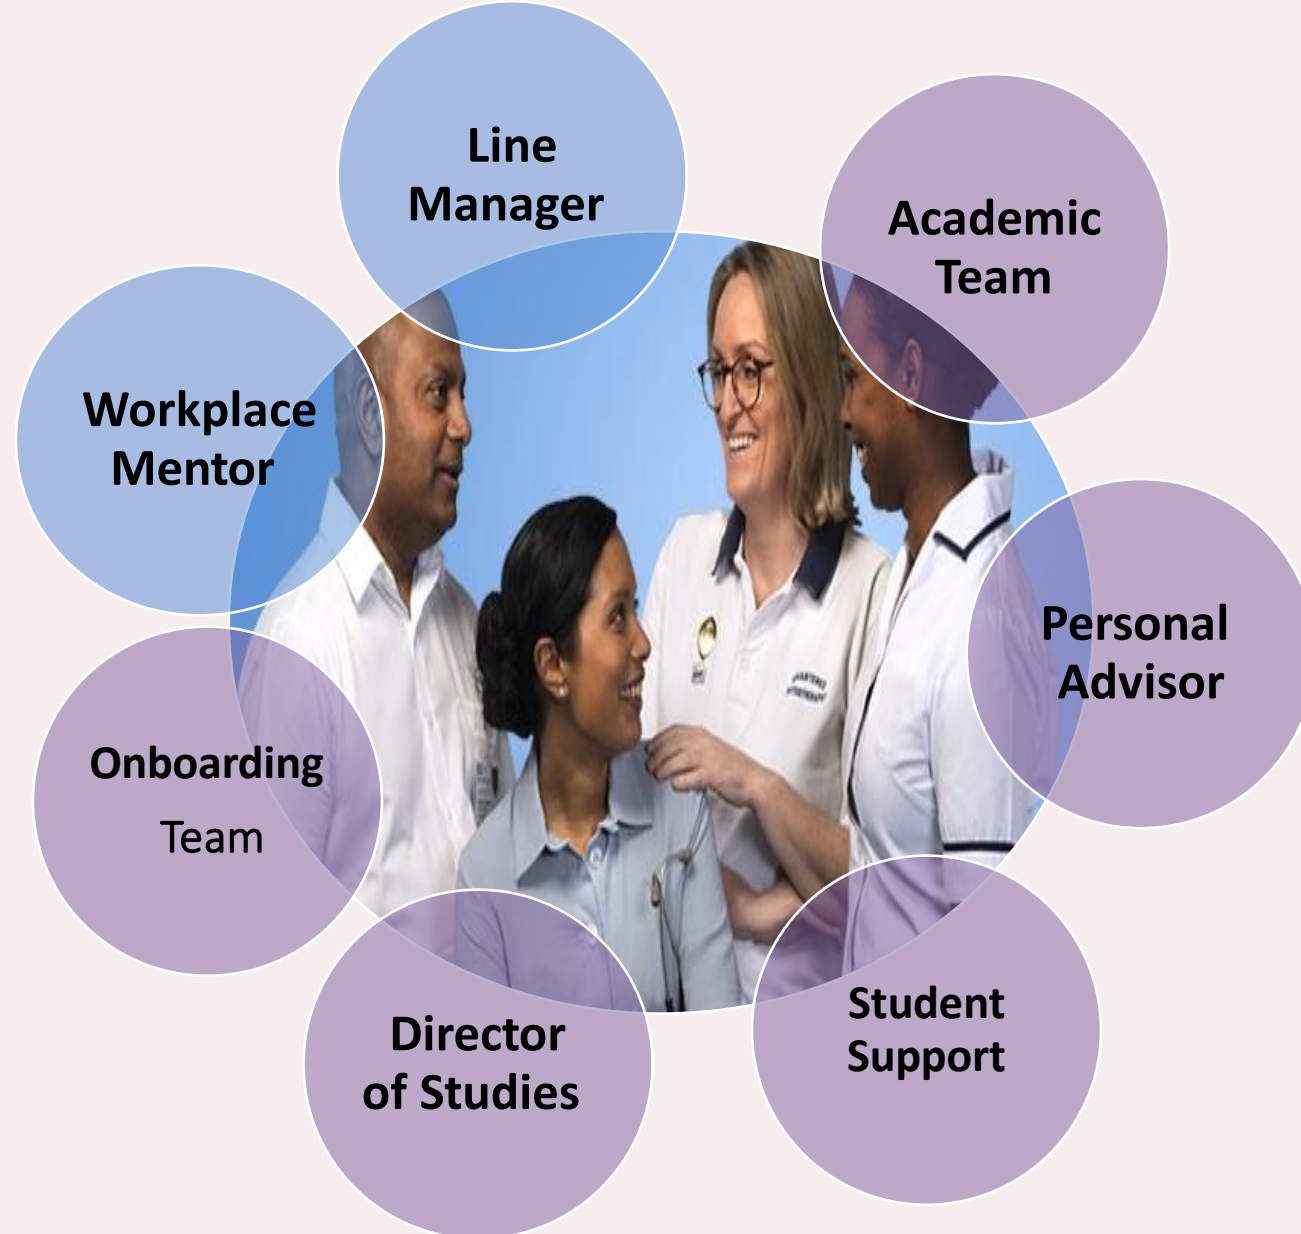 Line
Manager
Academic
Team
Workplace
Mentor
Personal
Advisor
Onboarding
Team
Student
Support
Director
of Studies